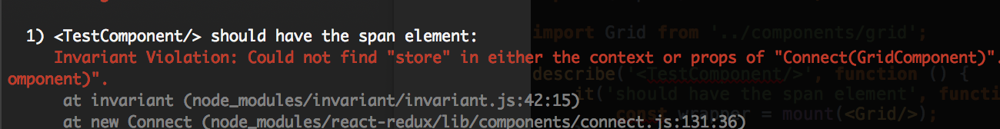 1) <TestComponent/> should have the span element:
import Grid from '../components/grid';
Invariant Violation: Could not find "store" in either the context or props of "Connect(GridComponent)".
omponent)".
describe('<TestComponent/>', function () {
at invariant (node_modules/invariant/invariant.js:42:15)
it('should have the span element', functi
at new Connect (node_modules/react-redux/lib/components/connect.js:131:36)
const wrapper = mount(<Grid/>);